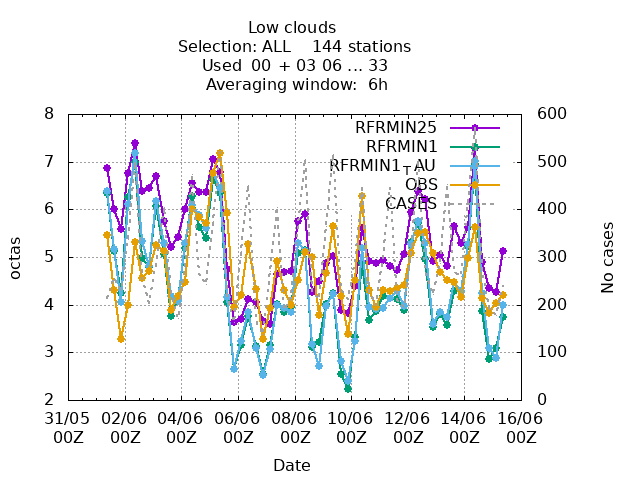 Low clouds
Selection: ALL    144 stations
Used  00 + 03 06 ... 33
Averaging window:  6h
8
7
6
5
4
3
2
octas
600
500
400
300
200
100
0
No cases
RFRMIN25
RFRMIN1
RFRMIN1_TAU
OBS
CASES
31/05 02/06 04/06 06/06 08/06 10/06 12/06 14/06 16/06
00Z 00Z 00Z 00Z 00Z 00Z 00Z 00Z 00Z
Date